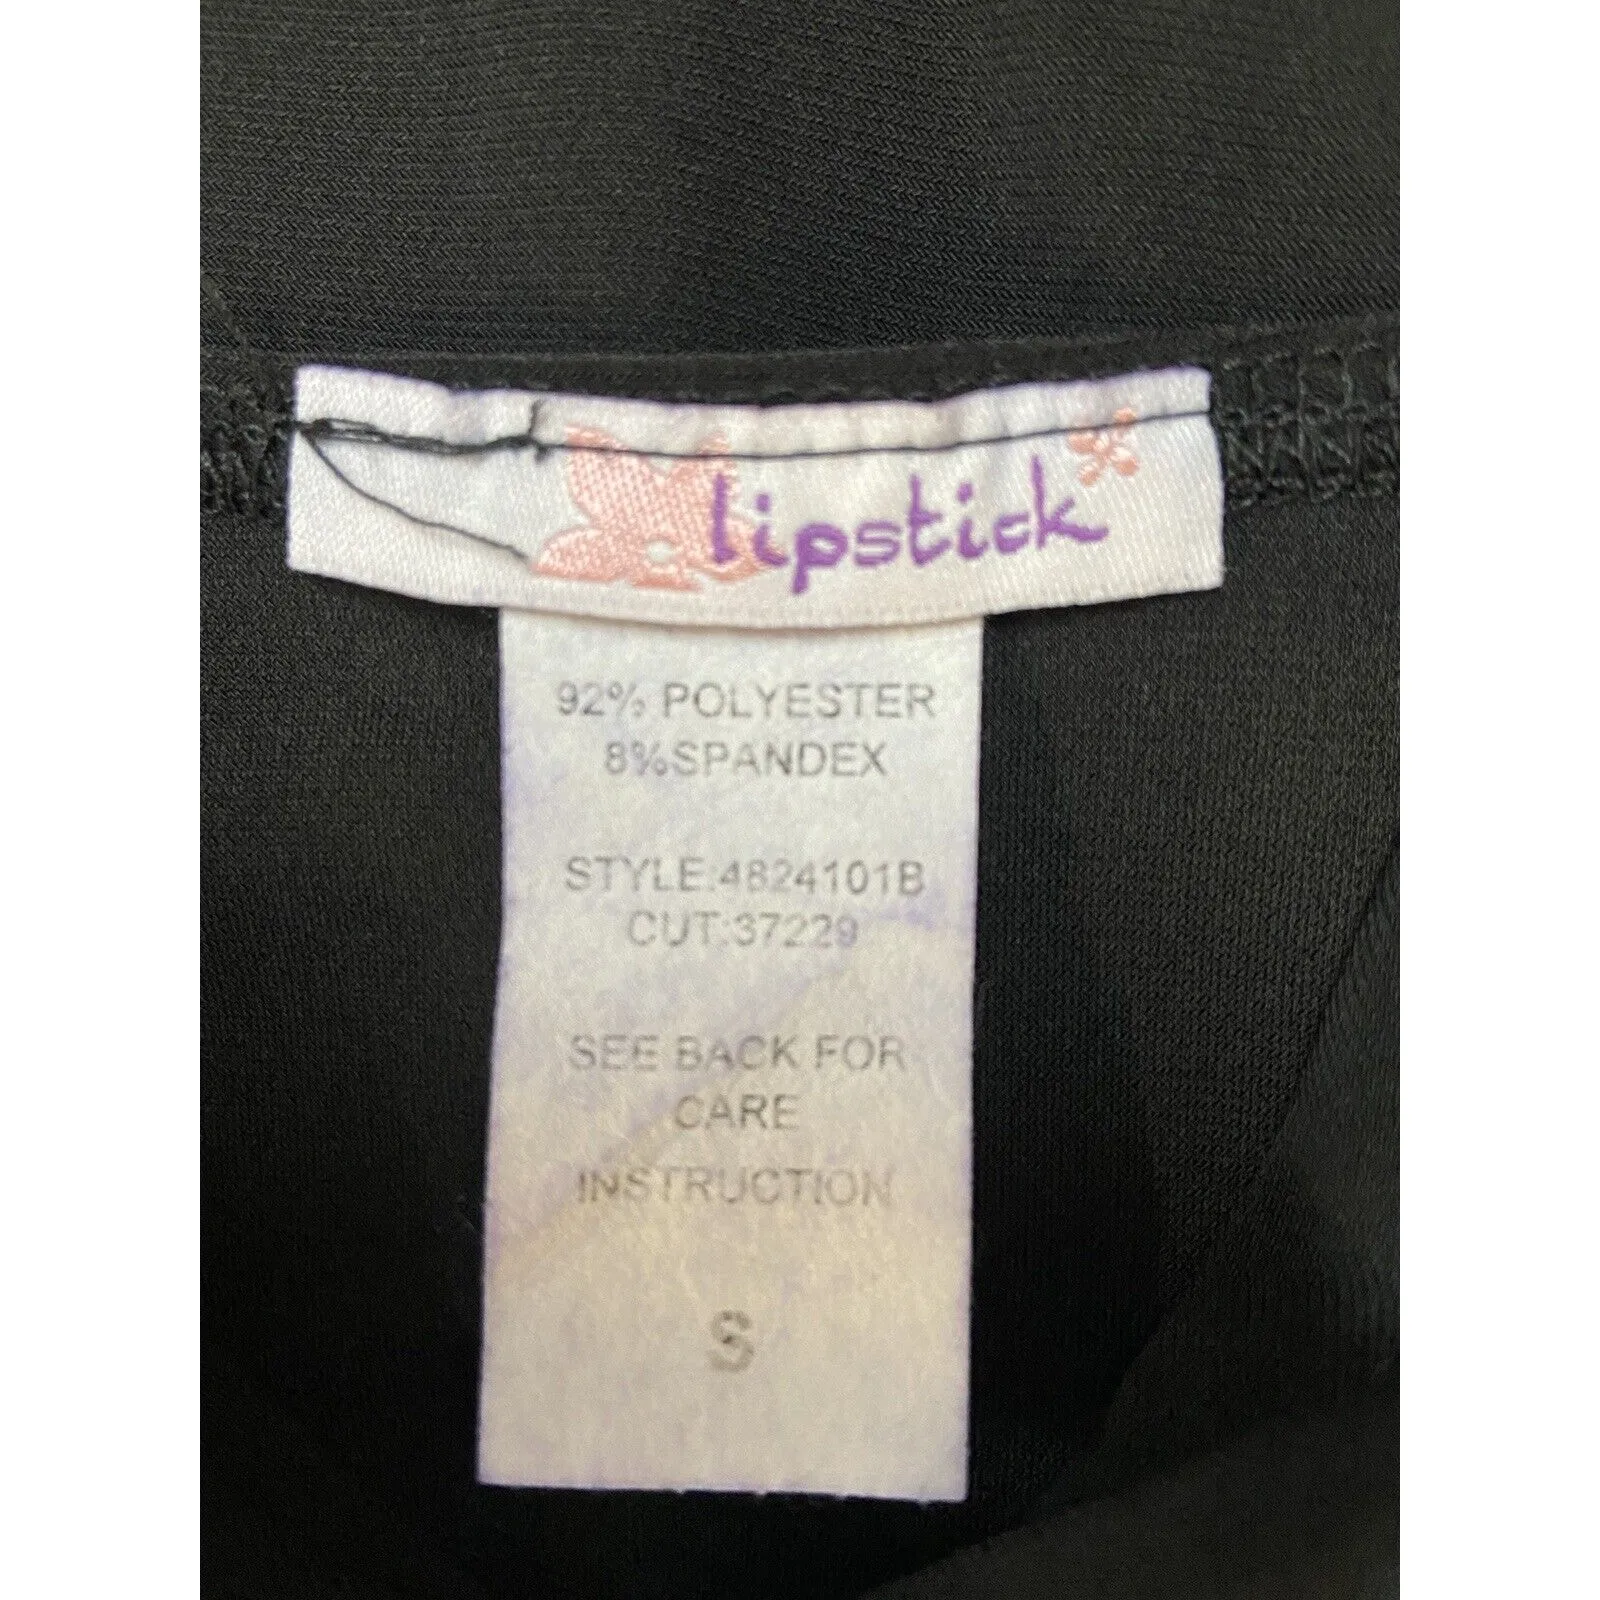 lipstick
92% POLYESTER
8%SPANDEX
STYLE:4824101B
CUT:37229
SEE BACK FOR
CARE
INSTRUCTION
S